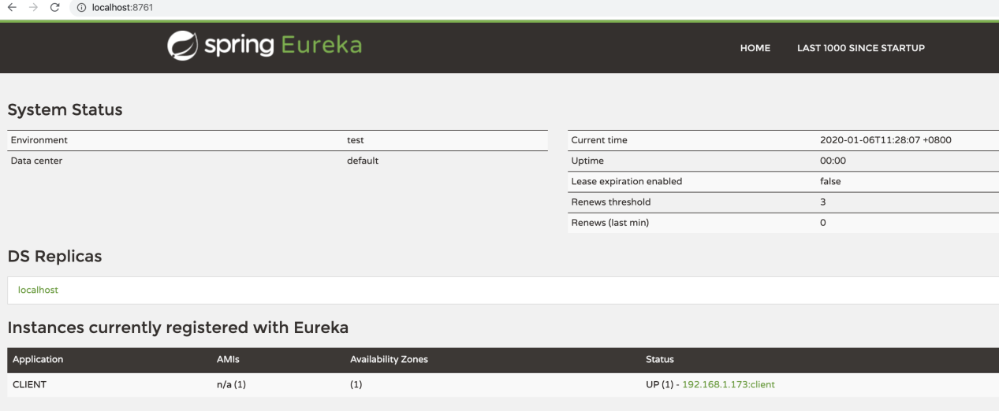 localhost:8761
spring Eureka
HOME LAST 1000 SINCE STARTUP
System Status
Environment test
Data center default
Current time 2020-01-06T11:28:07 +0800
Uptime 00:00
Lease expiration enabled false
Renews threshold 3
Renews (last min) 0
DS Replicas
localhost
Instances currently registered with Eureka
Application AMIs Availability Zones Status
CLIENT n/a (1) (1) UP (1) - 192.168.1.173:client